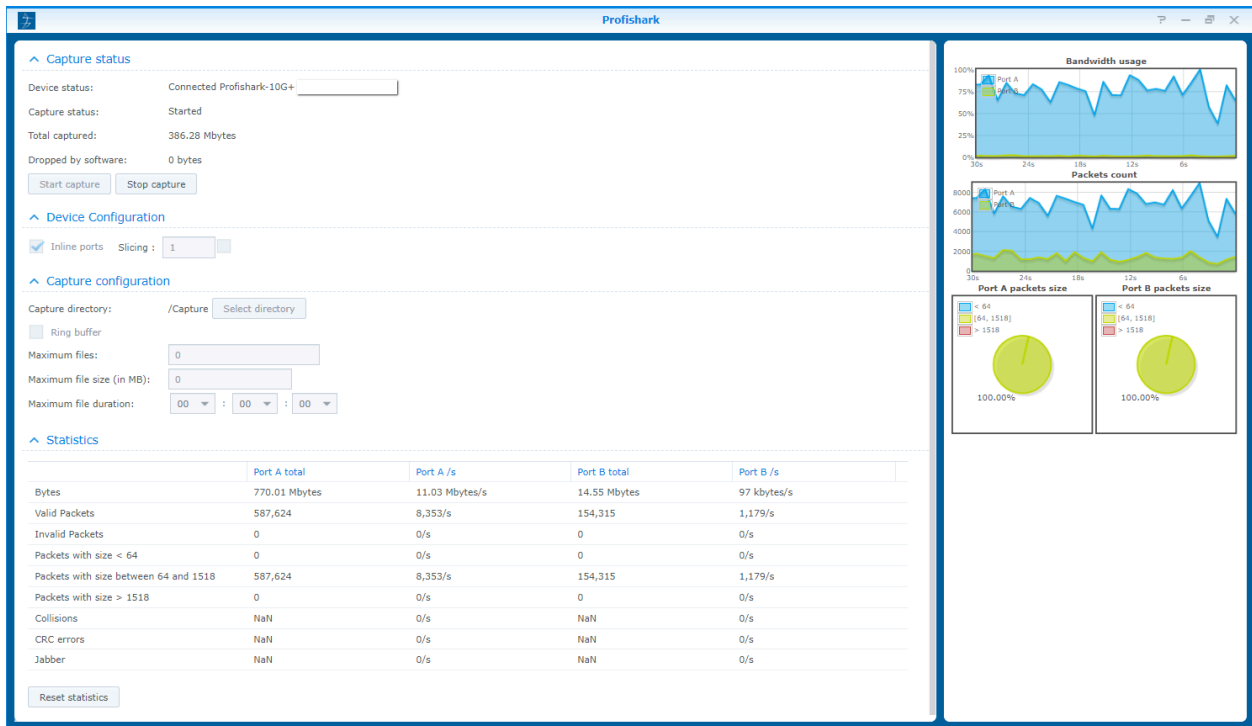 Profishark
Capture status
Device status: Connected Profishark-10G+
Capture status: Started
Total captured: 386.28 Mbytes
Dropped by software: 0 bytes
Start capture Stop capture
Device Configuration
Inline ports Slicing : 1
Capture configuration
Capture directory: /Capture Select directory
Ring buffer
Maximum files: 0
Maximum file size (in MB): 0
Maximum file duration: 00 : 00 : 00
Statistics
Port A total Port A /s Port B total Port B /s
Bytes 770.01 Mbytes 11.03 Mbytes/s 14.55 Mbytes 97 kbytes/s
Valid Packets 587,624 8,353/s 154,315 1,179/s
Invalid Packets 0 0/s 0 0/s
Packets with size < 64 0 0/s 0 0/s
Packets with size between 64 and 1518 587,624 8,353/s 154,315 1,179/s
Packets with size > 1518 0 0/s 0 0/s
Collisions NaN 0/s NaN 0/s
CRC errors NaN 0/s NaN 0/s
Jabber NaN 0/s NaN 0/s
Reset statistics
Bandwidth usage
100%
75%
50%
25%
0%
Port A
Port B
30s 24s 18s 12s 6s
Packets count
8000
6000
4000
2000
0
Port A
Port B
30s 24s 18s 12s 6s
Port A packets size
< 64
[64, 1518]
> 1518
100.00%
Port B packets size
< 64
[64, 1518]
> 1518
100.00%